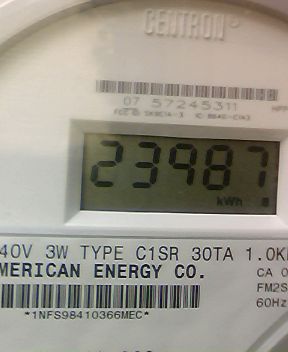 CENTRON®
07 57245311
23987
kWh
40V 3W TYPE C1SR 30TA 1.0K
MERICAN ENERGY CO.
CA 0
FM2S
60Hz
*1NFS98410366MEC*